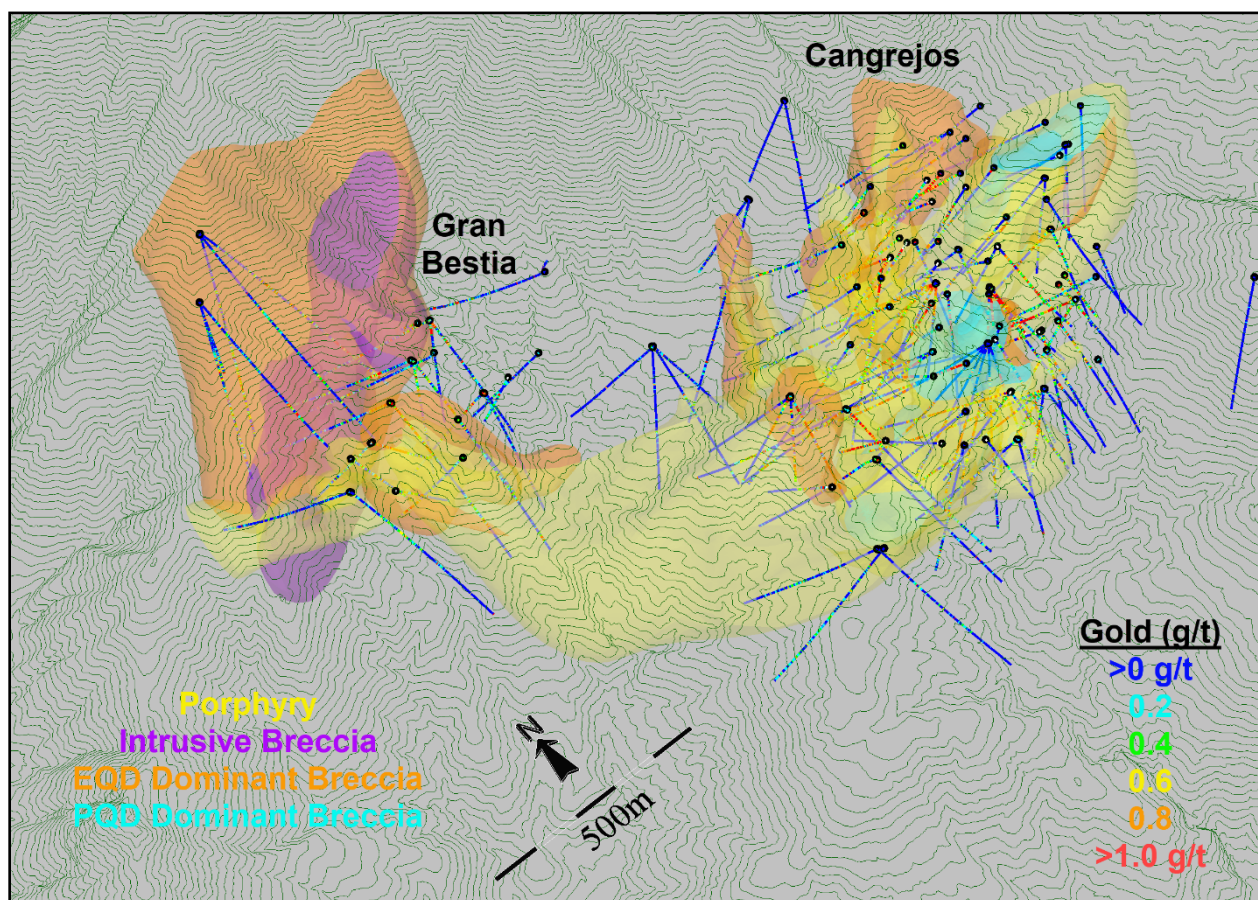 Cangrejos
Gran
Bestia
Gold (g/t)
>0 g/t
0.2
0.4
0.6
0.8
>1.0 g/t
Porphyry
Intrusive Breccia
EQD Dominant Breccia
PQD Dominant Breccia
N
500m